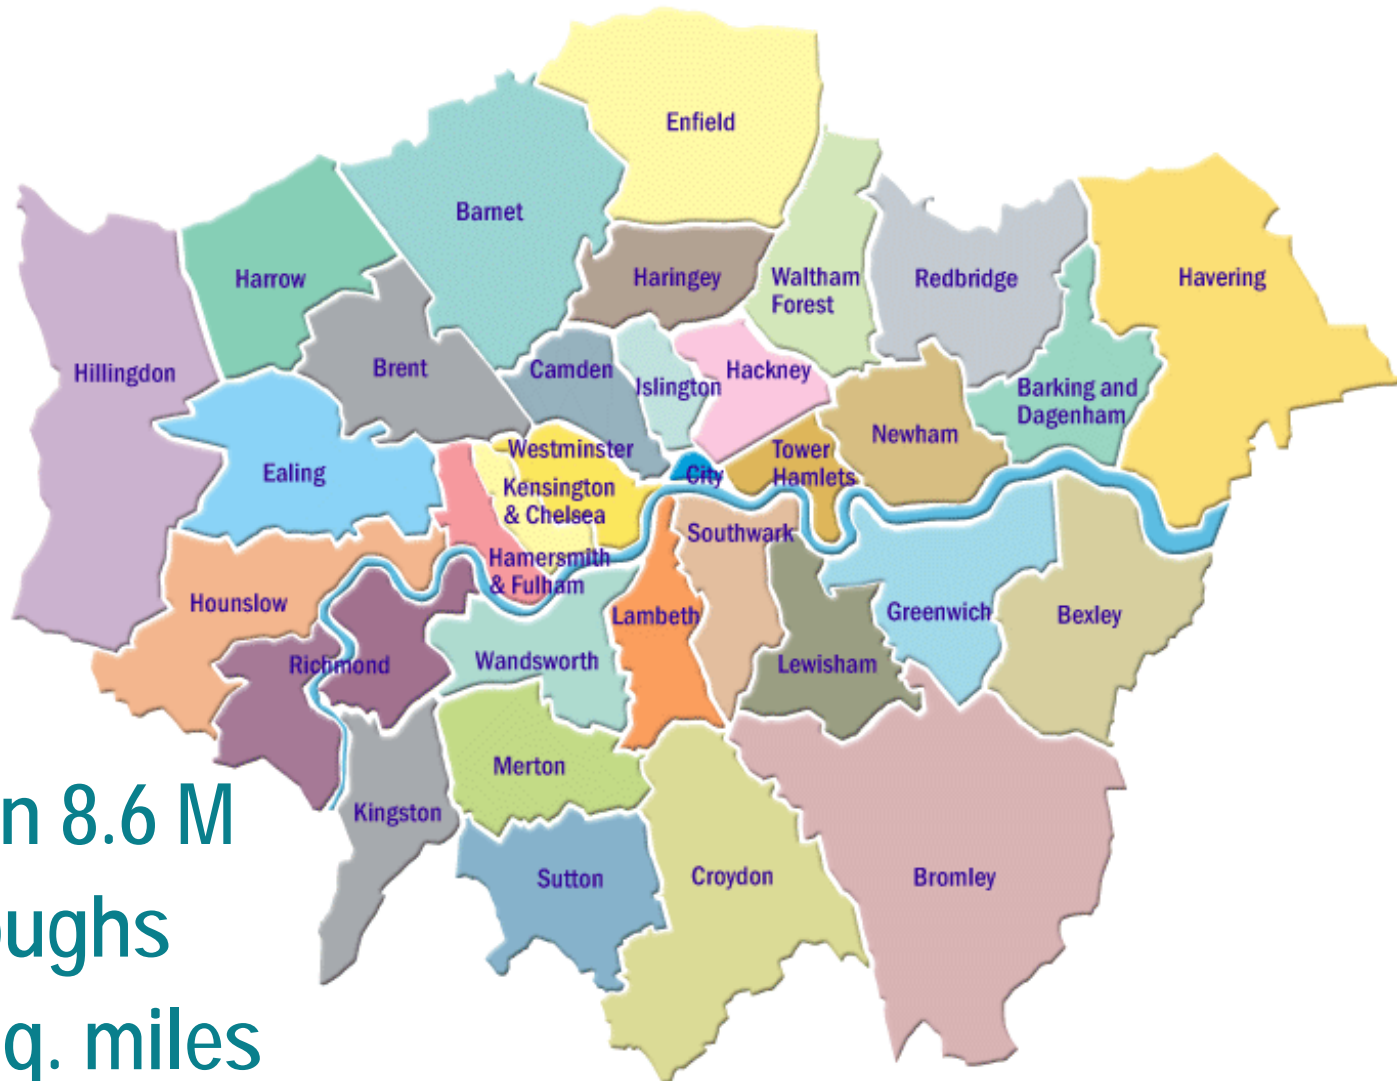 Enfield
Barnet
Harrow
Haringey
Waltham
Forest
Redbridge
Havering
Hillingdon
Brent
Camden
Islington
Hackney
Barking and
Dagenham
Newham
Ealing
Westminster
City
Tower
Hamlets
Kensington
& Chelsea
Southwark
Hamersmith
& Fulham
Hounslow
Lambeth
Greenwich
Bexley
Richmond
Wandsworth
Lewisham
Merton
Kingston
Sutton
Croydon
Bromley
n 8.6 M
oughs
q. miles